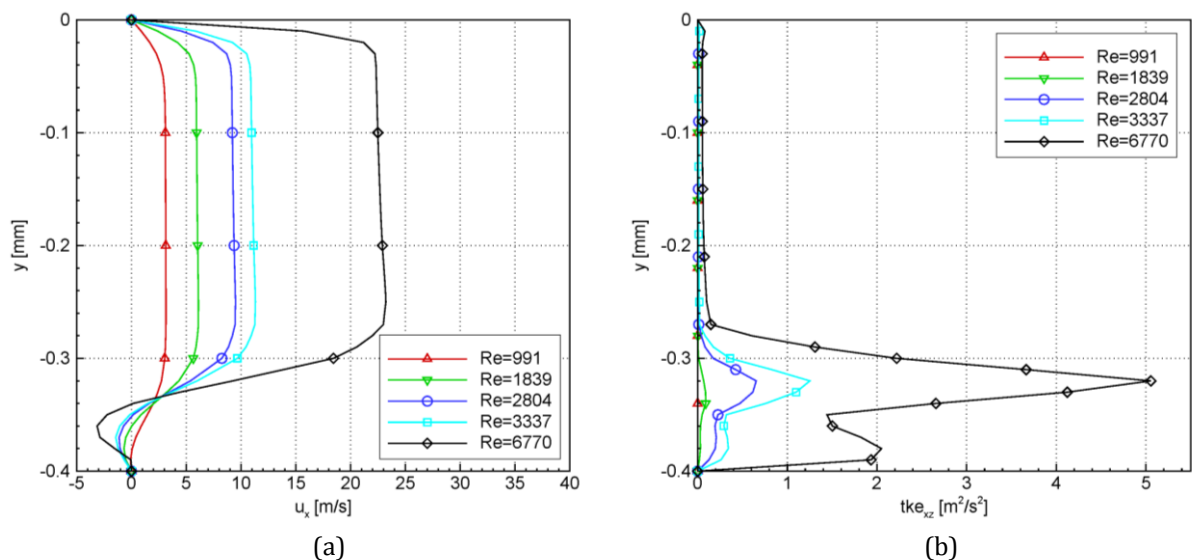 0
-0.1
-0.2
-0.3
-0.4
y [mm]
-5 0 5 10 15 20 25 30 35 40
u_x [m/s]
Re=991
Re=1839
Re=2804
Re=3337
Re=6770
(a)
0
-0.1
-0.2
-0.3
-0.4
y [mm]
0 1 2 3 4 5
tke_xz [m²/s²]
Re=991
Re=1839
Re=2804
Re=3337
Re=6770
(b)